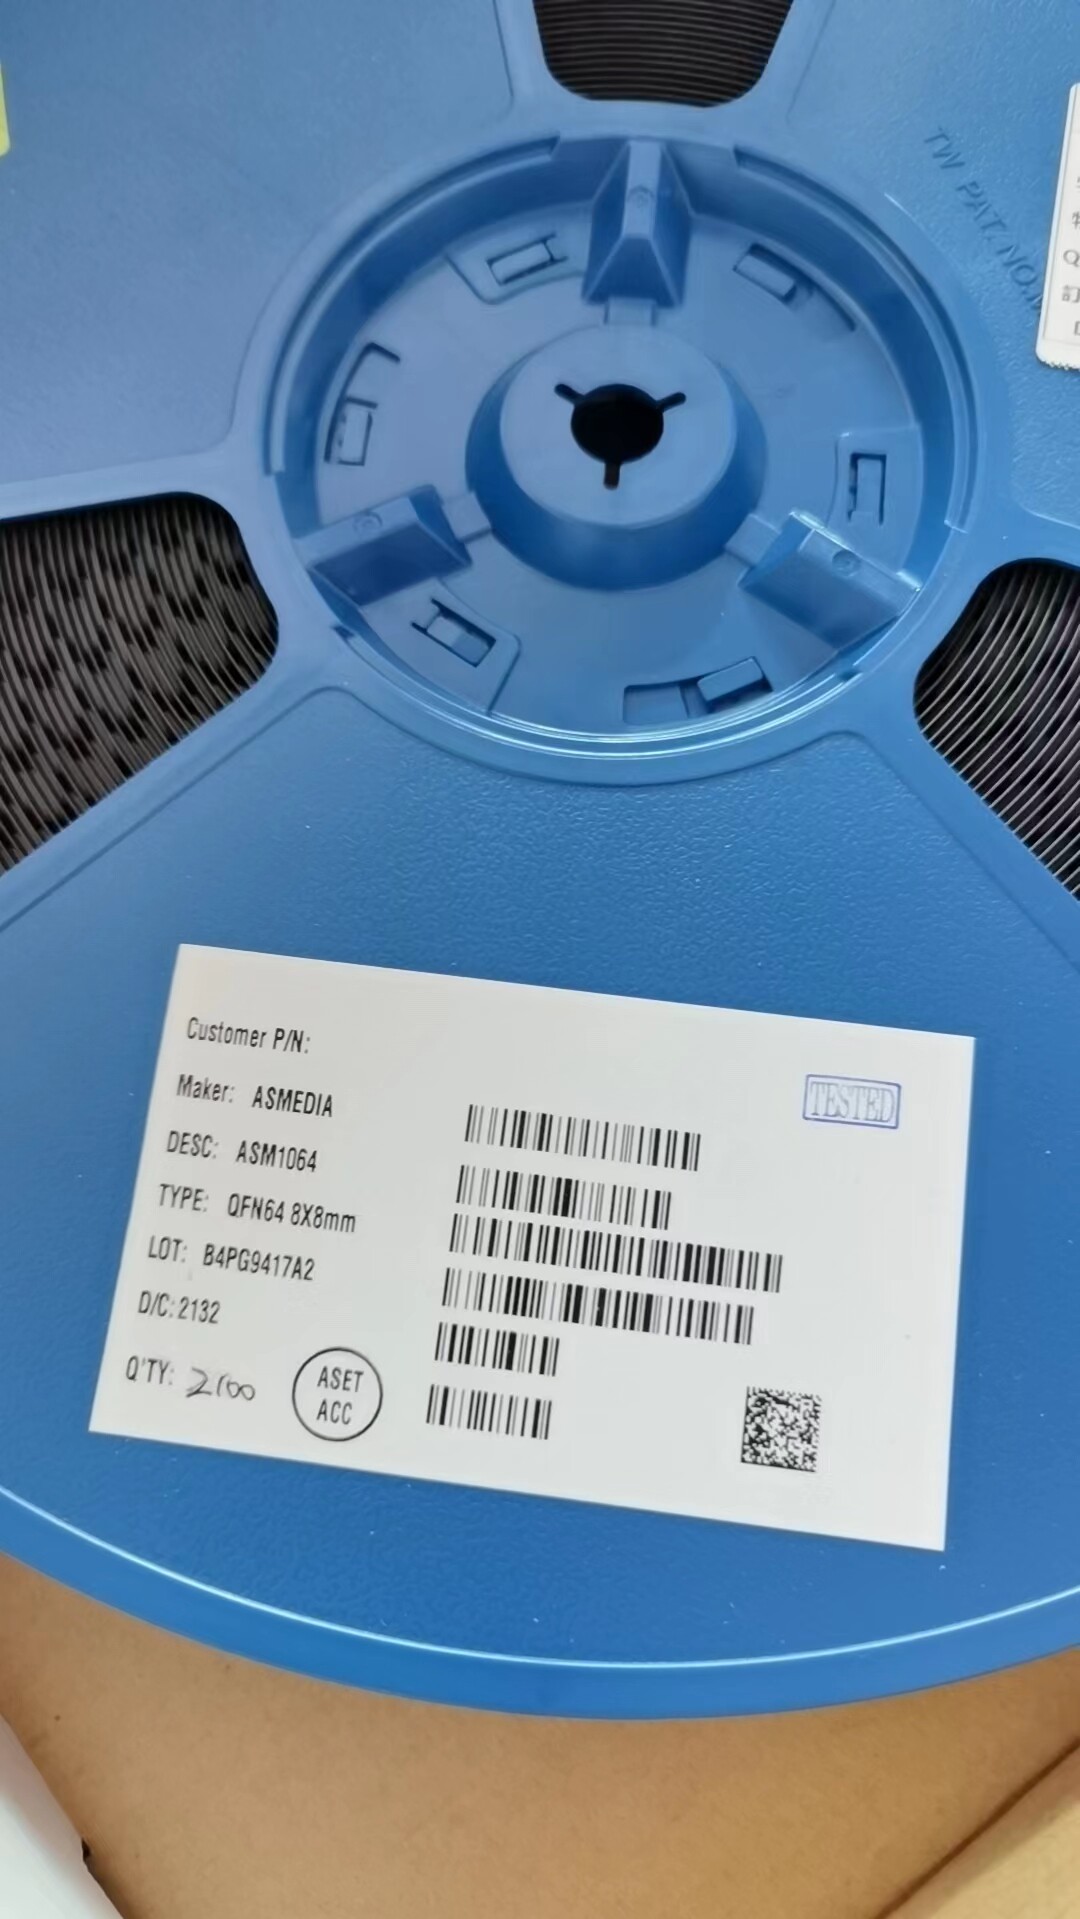 TW PAT. NO.
Q
訂
Customer P/N:
TESTED
Maker: ASMEDIA
DESC: ASM1064
TYPE: QFN64 8X8mm
LOT: B4PG9417A2
D/C: 2132
Q'TY: 2100
ASET
ACC